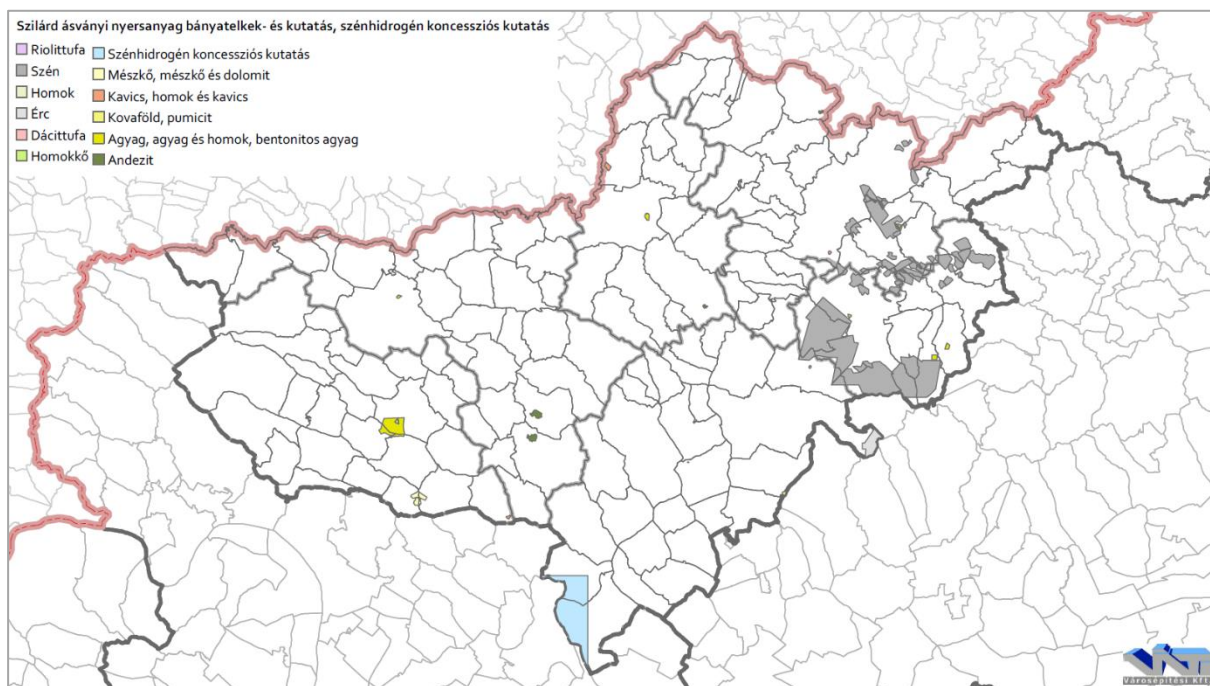 Szilárd ásványi nyersanyag bányatelkek- és kutatás, szénhidrogén koncessziós kutatás
Riolittufa
Szén
Homok
Érc
Dácittufa
Homokkő
Szénhidrogén koncessziós kutatás
Mészkő, mészkő és dolomit
Kavics, homok és kavics
Kovaföld, pumicit
Agyag, agyag és homok, bentonitos agyag
Andezit
Városépítési Kft.